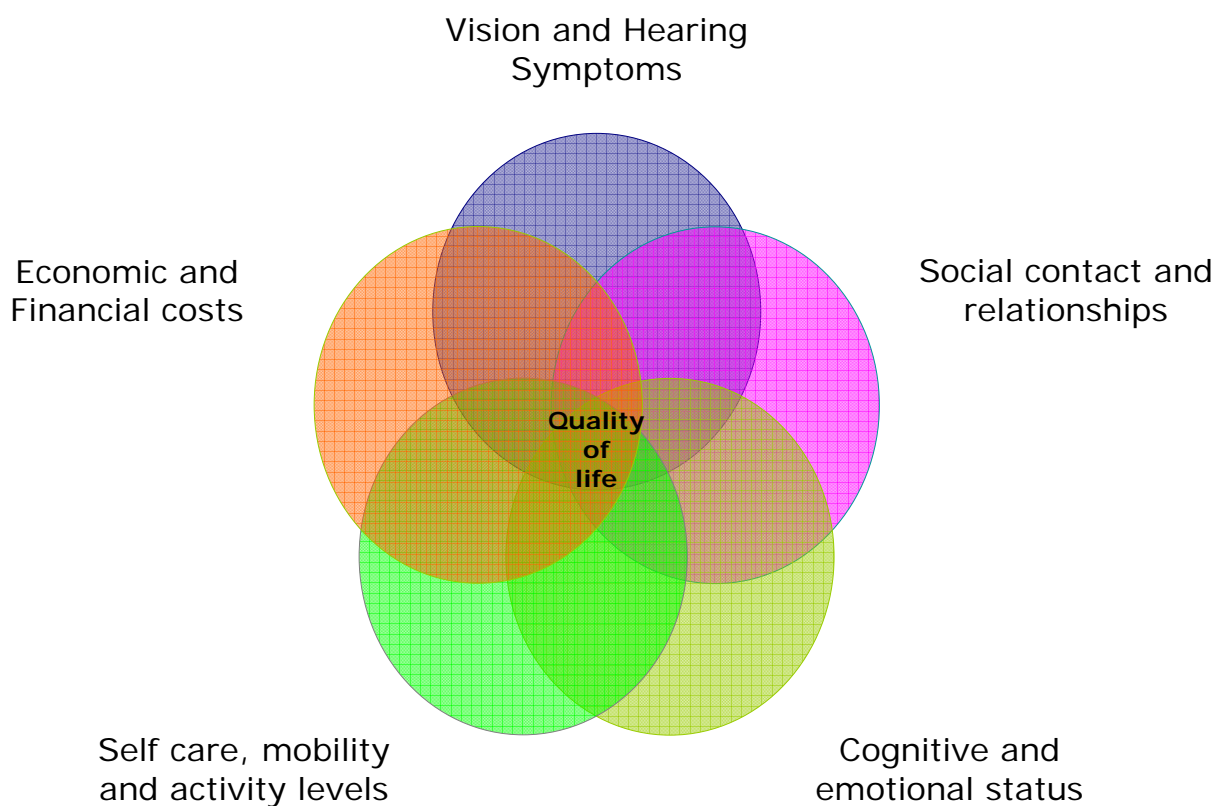 Vision and Hearing
Symptoms
Economic and
Financial costs
Social contact and
relationships
Quality
of
life
Self care, mobility
and activity levels
Cognitive and
emotional status